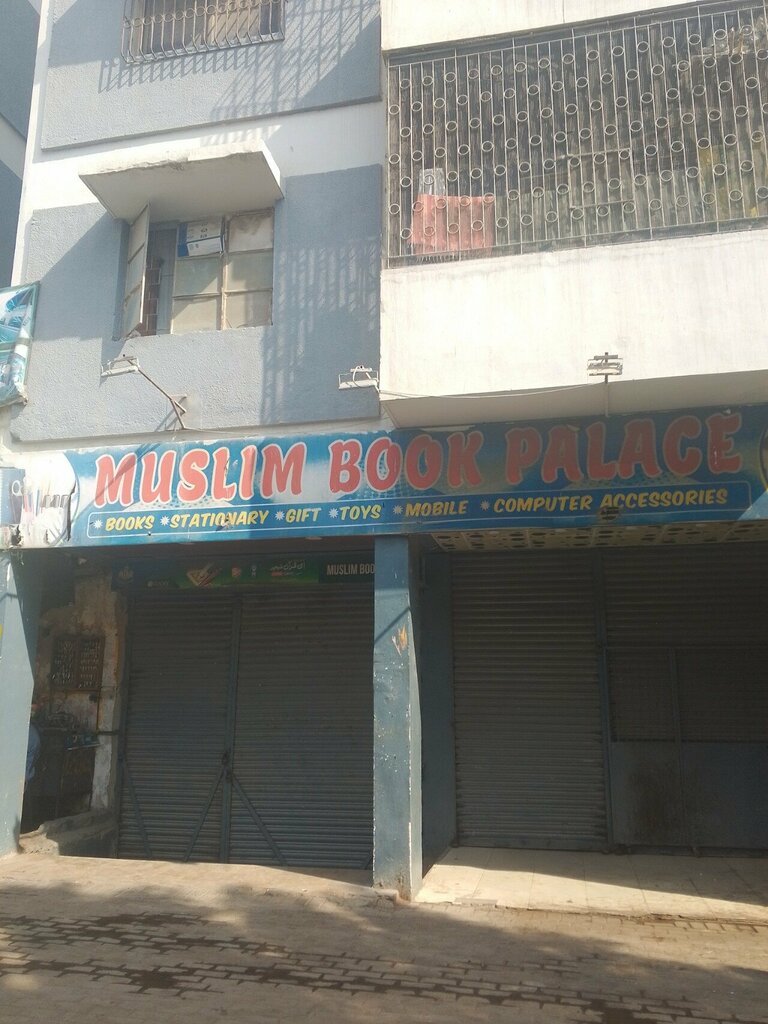 MUSLIM BOOK PALACE
* BOOKS * STATIONARY * GIFT * TOYS * MOBILE * COMPUTER ACCESSORIES
MUSLIM BOO